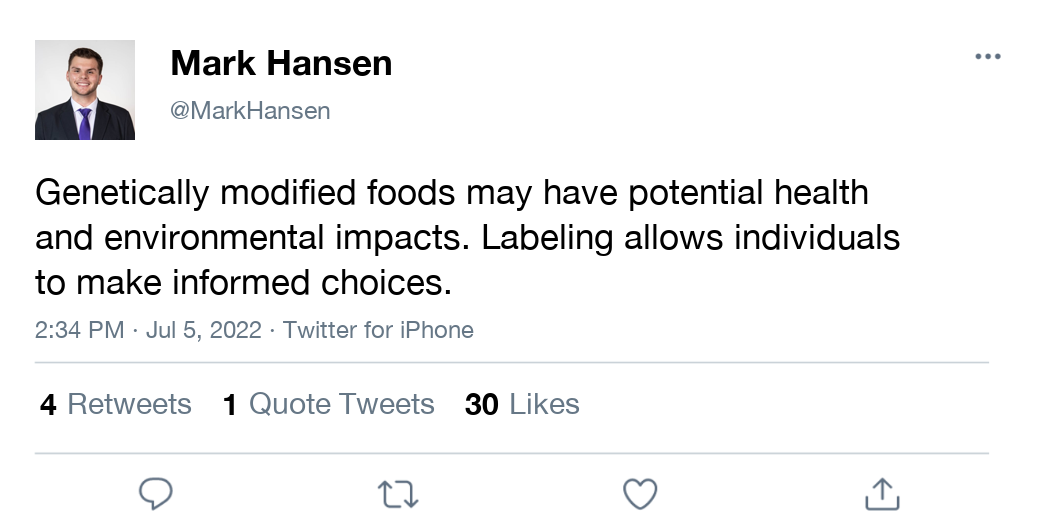 Mark Hansen
@MarkHansen
Genetically modified foods may have potential health
and environmental impacts. Labeling allows individuals
to make informed choices.
2:34 PM · Jul 5, 2022 · Twitter for iPhone
4 Retweets 1 Quote Tweets 30 Likes